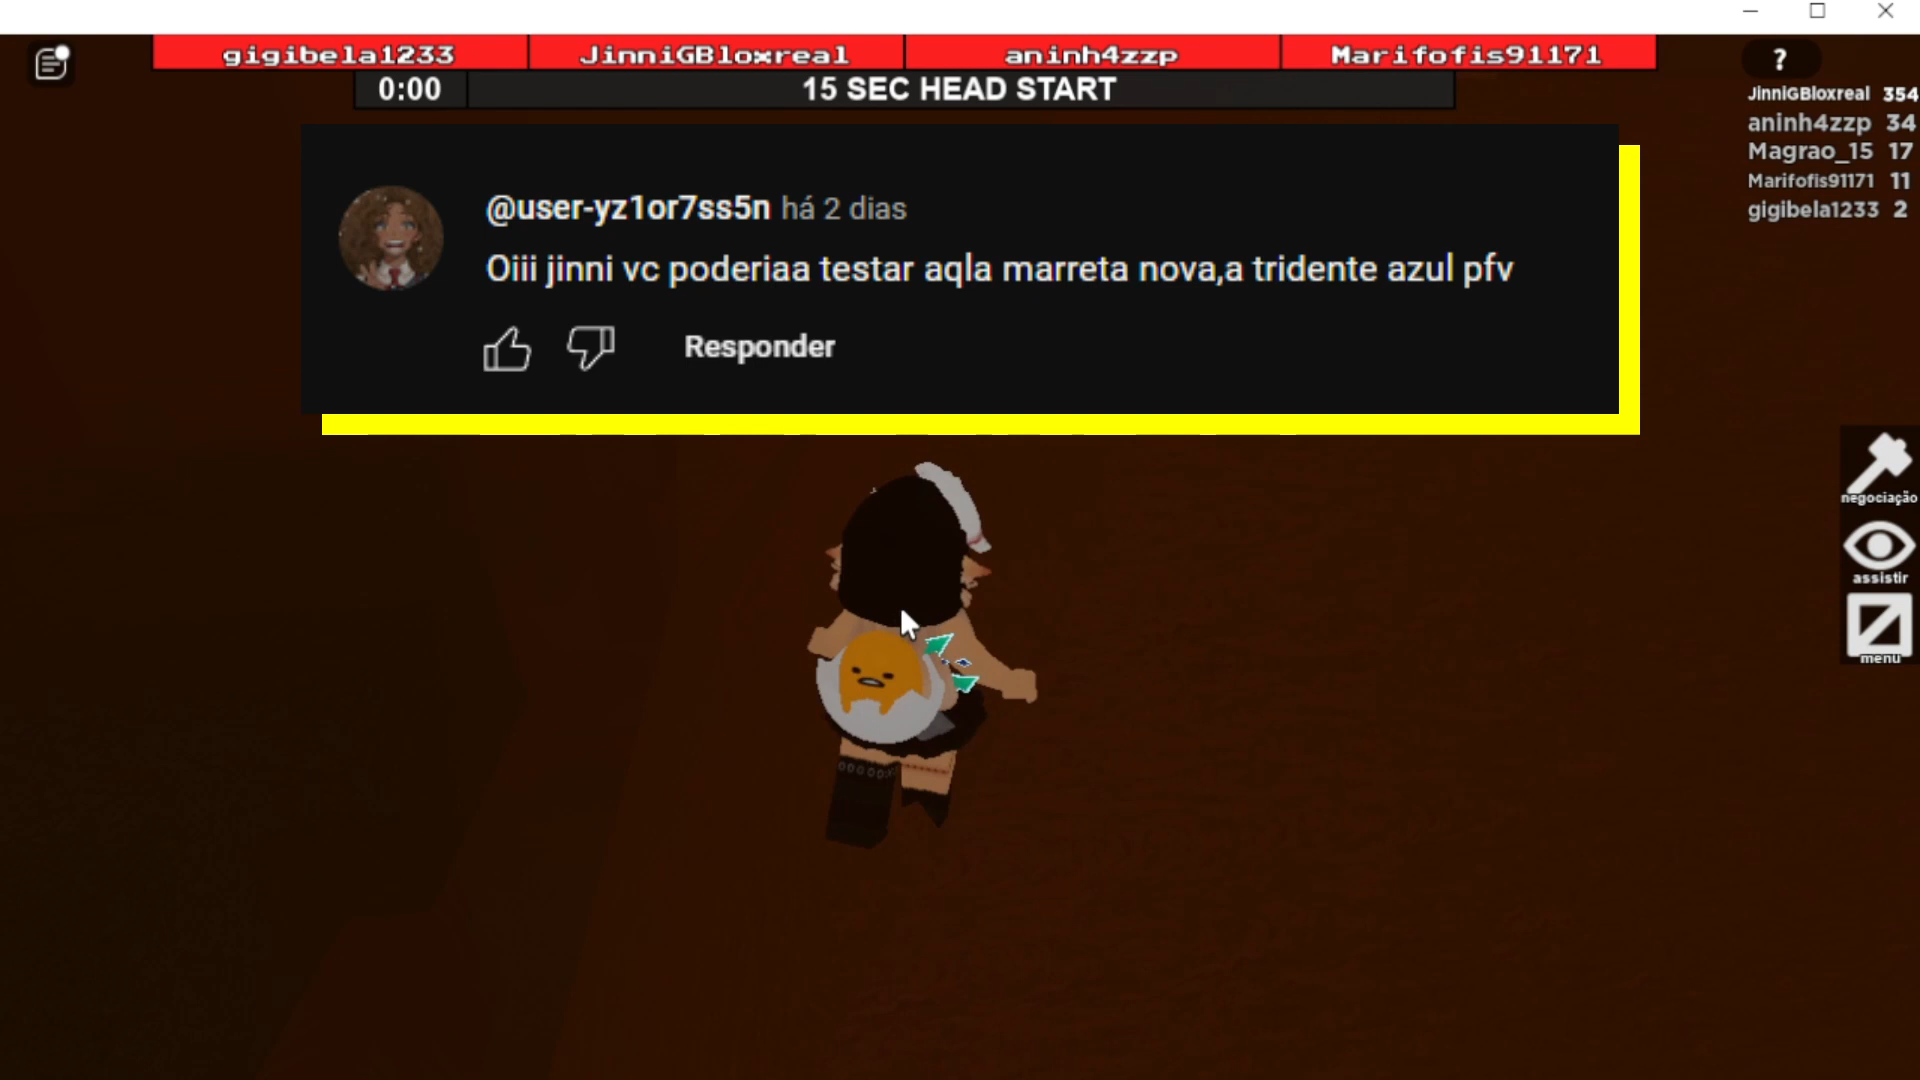 gigibela1233 JinniGBloxreal aninh4zzp Marifofis91171
0:00 15 SEC HEAD START
?
JinniGBloxreal 354
aninh4zzp 34
Magrao_15 17
Marifofis91171 11
gigibela1233 2
@user-yz1or7ss5n há 2 dias
Oiii jinni vc poderiaa testar aqla marreta nova,a tridente azul pfv
Responder
negociação
assistir
menu